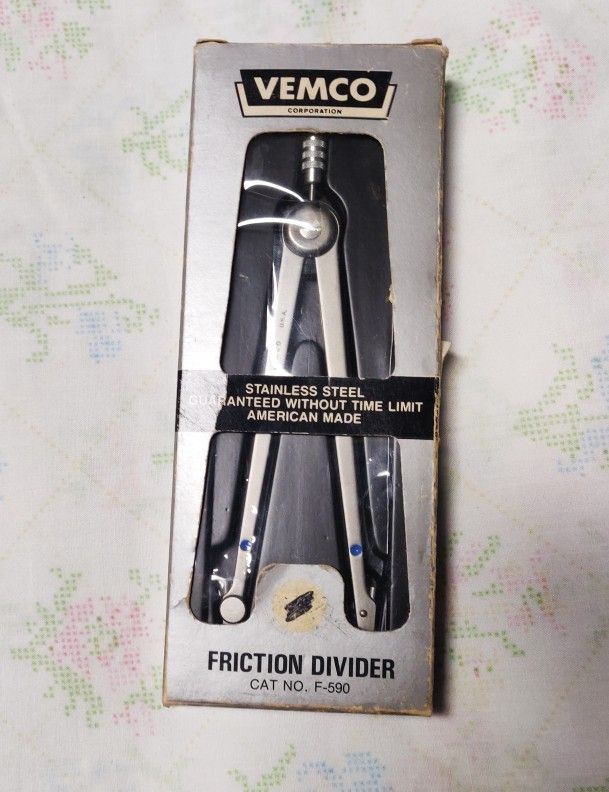 VEMCO
CORPORATION
U.S.A.
STAINLESS STEEL
GUARANTEED WITHOUT TIME LIMIT
AMERICAN MADE
FRICTION DIVIDER
CAT NO. F-590